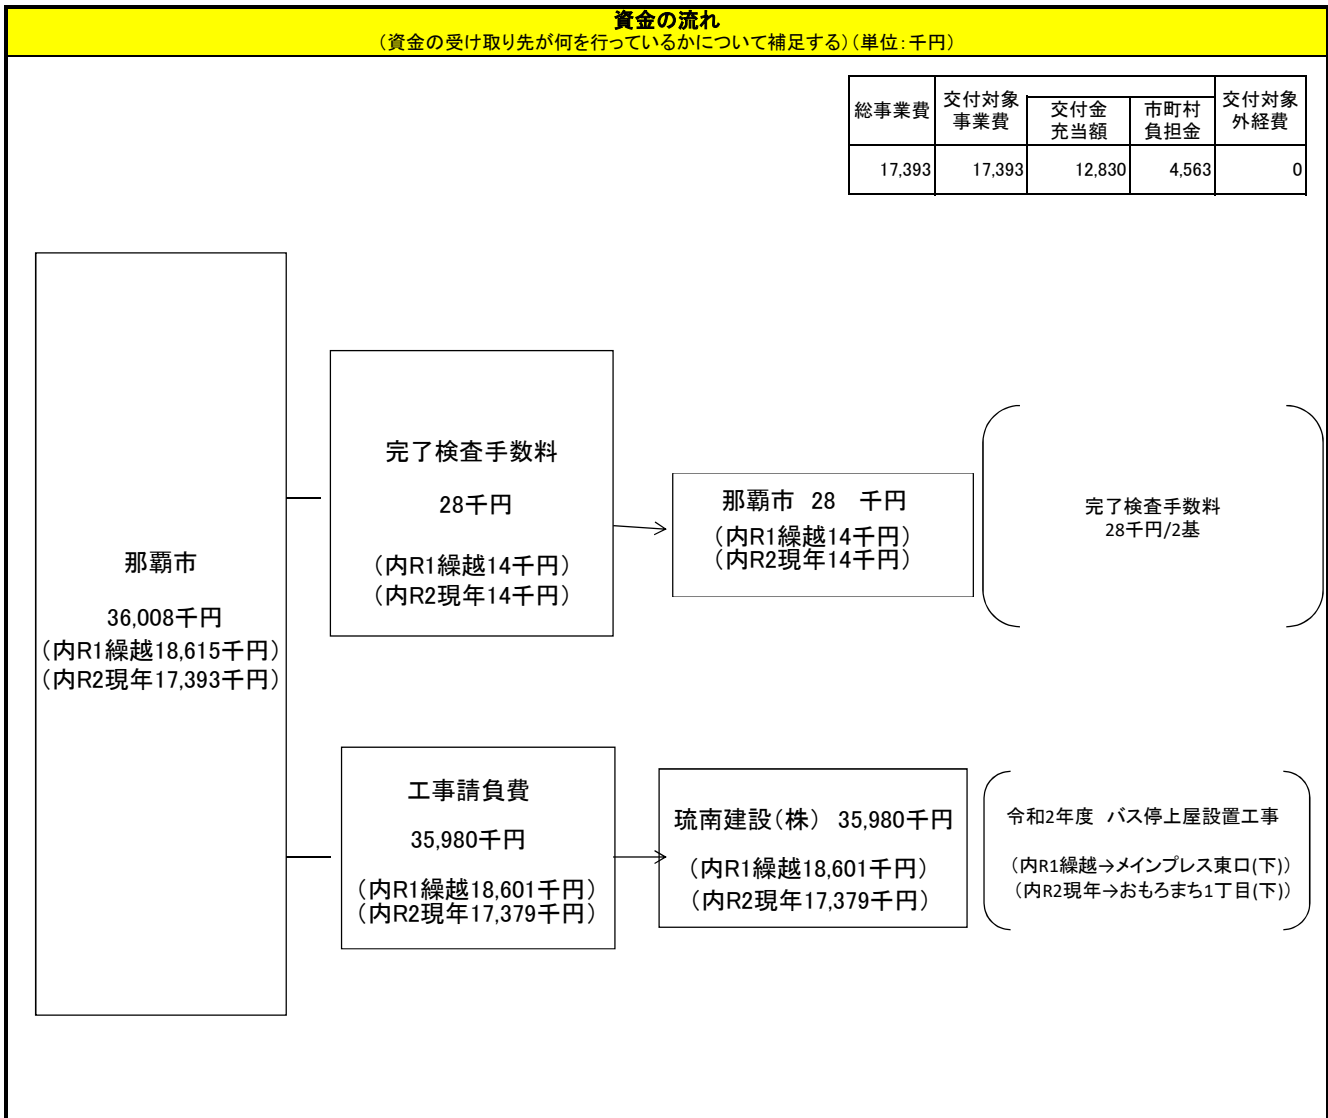 資金の流れ
（資金の受け取り先が何を行っているかについて補足する）（単位：千円）
総事業費 交付対象事業費 交付金充当額 市町村負担金 交付対象外経費
17,393 17,393 12,830 4,563 0
那覇市
36,008千円
（内R1繰越18,615千円）
（内R2現年17,393千円）
完了検査手数料
28千円
（内R1繰越14千円）
（内R2現年14千円）
那覇市 28 千円
（内R1繰越14千円）
（内R2現年14千円）
完了検査手数料
28千円/2基
工事請負費
35,980千円
（内R1繰越18,601千円）
（内R2現年17,379千円）
琉南建設（株） 35,980千円
（内R1繰越18,601千円）
（内R2現年17,379千円）
令和2年度 バス停上屋設置工事
（内R1繰越→メインプレス東口(下)）
（内R2現年→おもろまち1丁目(下)）